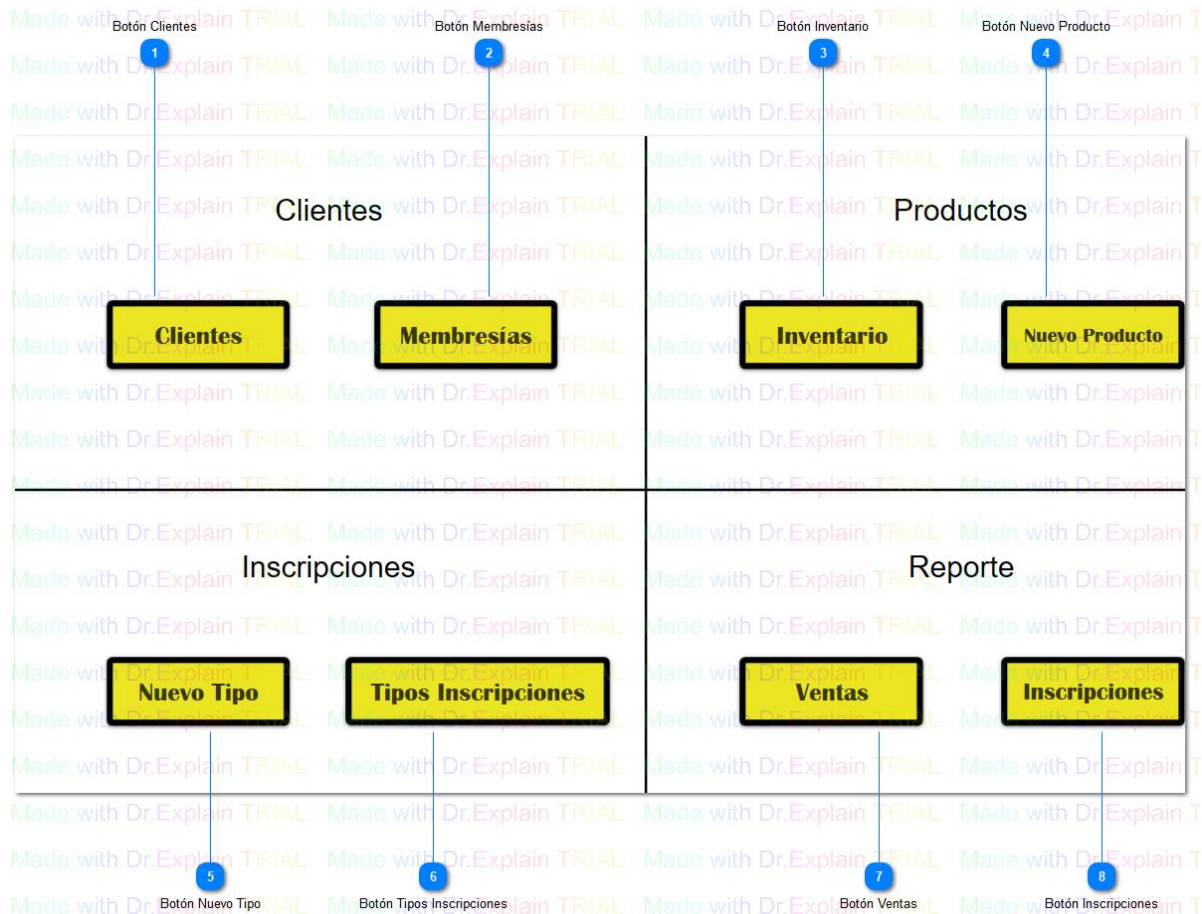 Botón Clientes
Botón Membresías
Botón Inventario
Botón Nuevo Producto
1
2
3
4
Made with Dr.Explain TRIAL
Clientes
Productos
Clientes
Membresías
Inventario
Nuevo Producto
Inscripciones
Reporte
Nuevo Tipo
Tipos Inscripciones
Ventas
Inscripciones
5
6
7
8
Botón Nuevo Tipo
Botón Tipos Inscripciones
Botón Ventas
Botón Inscripciones